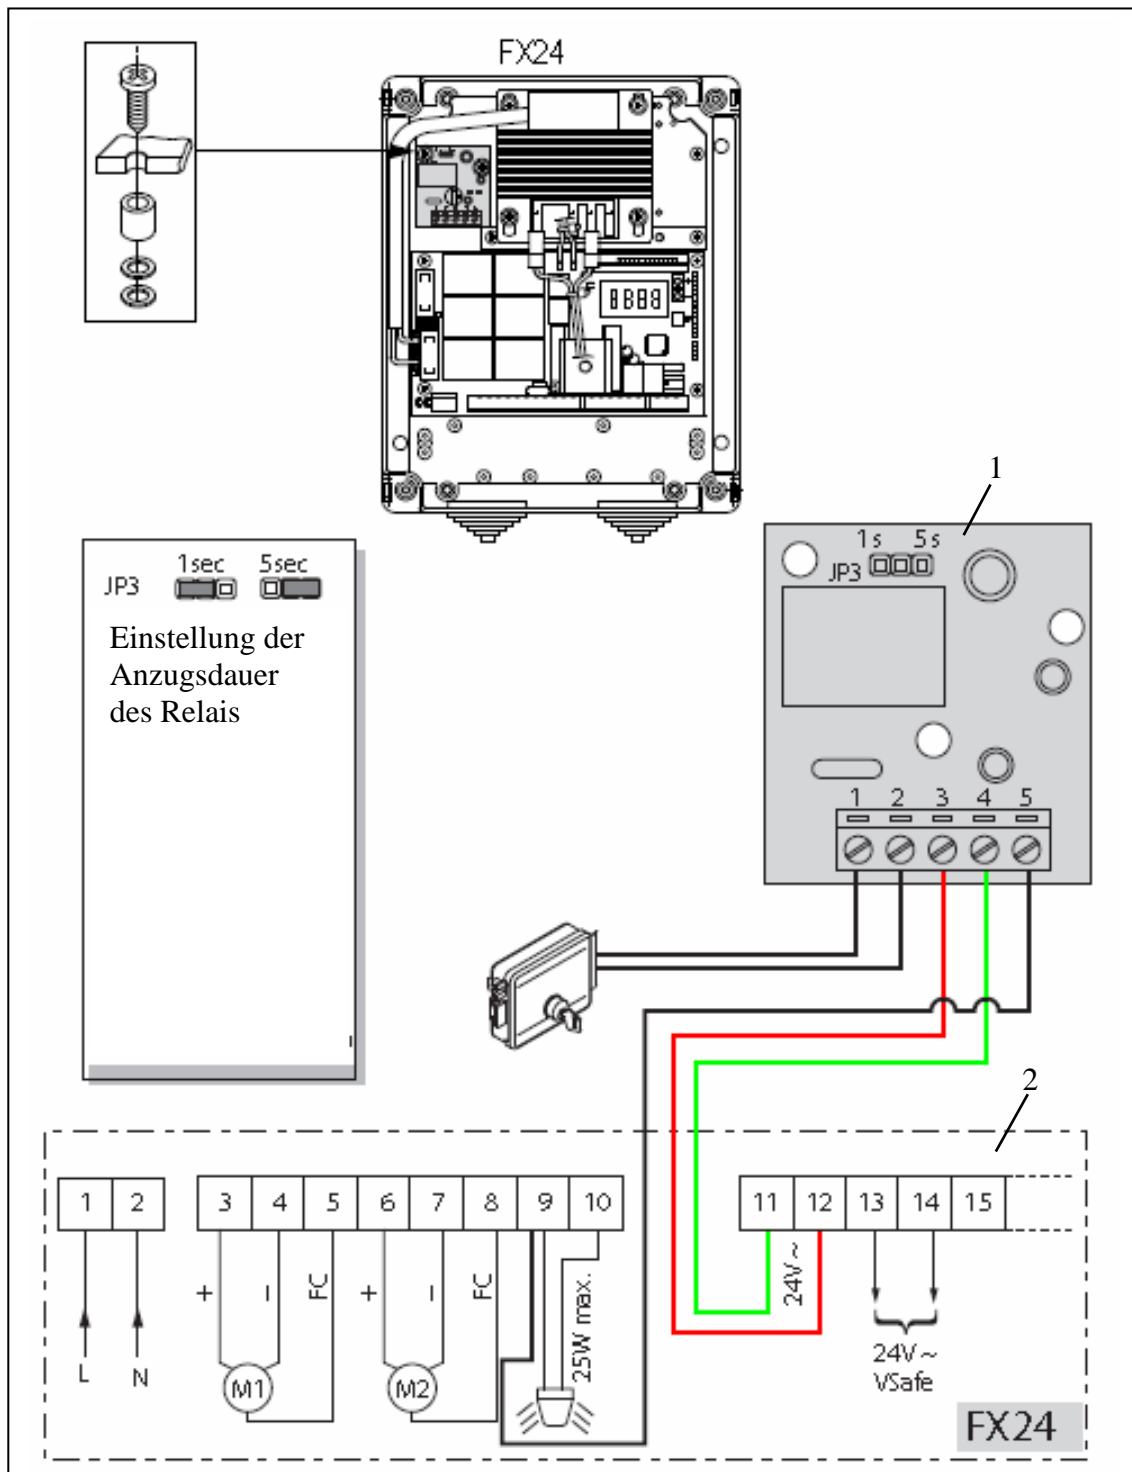 FX24
1
1 s 5 s
JP3
1sec 5sec
JP3
Einstellung der
Anzugsdauer
des Relais
1 2 3 4 5
2
1 2 3 4 5 6 7 8 9 10 11 12 13 14 15
+ – FC + – FC 25W max. 24V ~
L N M1 M2
24V ~
VSafe
FX24